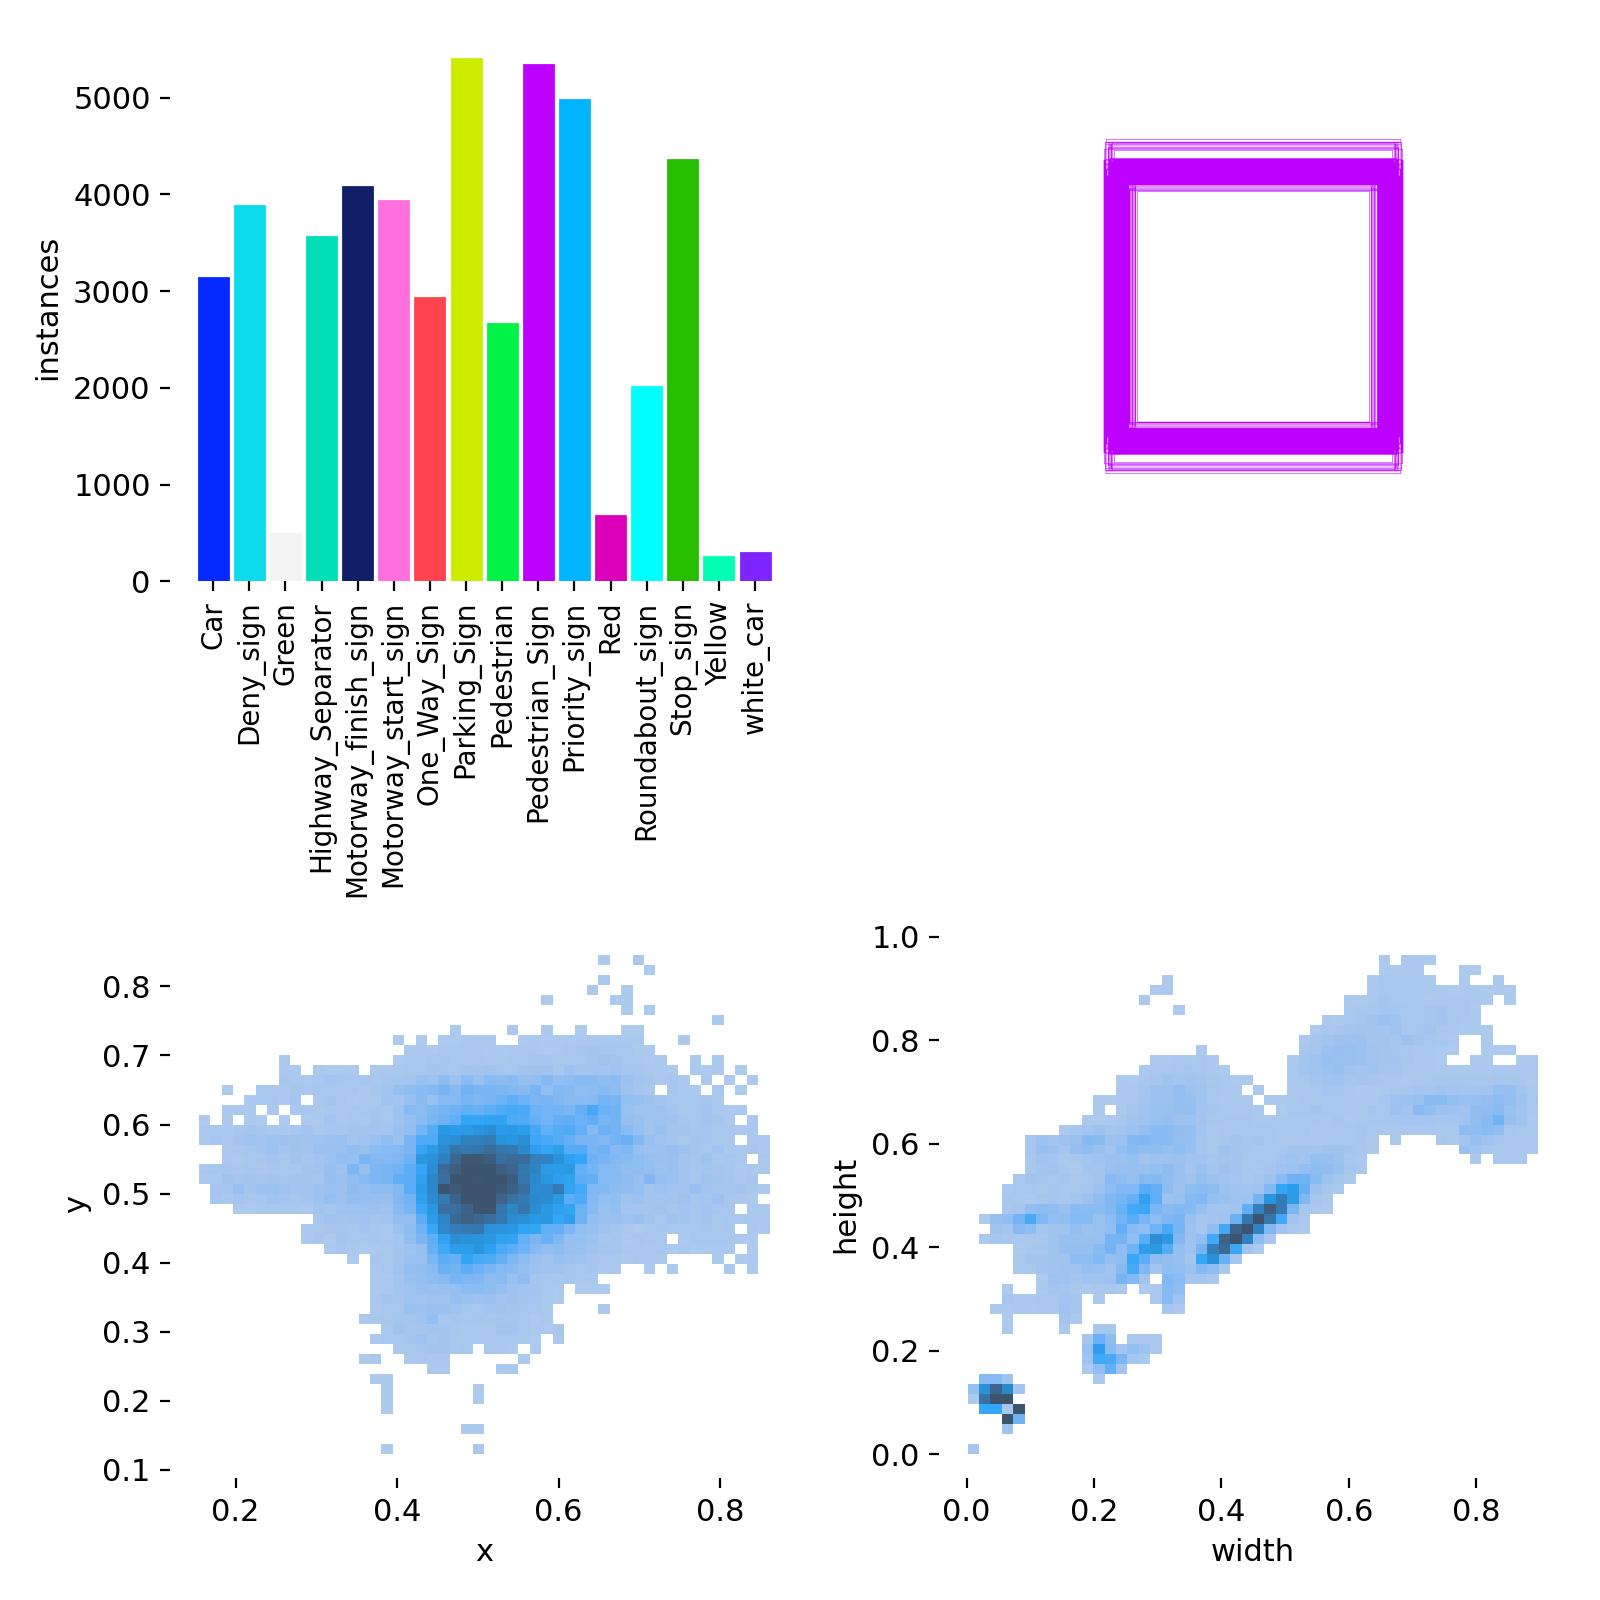 instances
5000
4000
3000
2000
1000
0
Car
Deny_sign
Green
Highway_Separator
Motorway_finish_sign
Motorway_start_sign
One_Way_Sign
Parking_Sign
Pedestrian
Pedestrian_Sign
Priority_sign
Red
Roundabout_sign
Stop_sign
Yellow
white_car
y
0.8
0.7
0.6
0.5
0.4
0.3
0.2
0.1
0.2 0.4 0.6 0.8
x
height
1.0
0.8
0.6
0.4
0.2
0.0
0.0 0.2 0.4 0.6 0.8
width